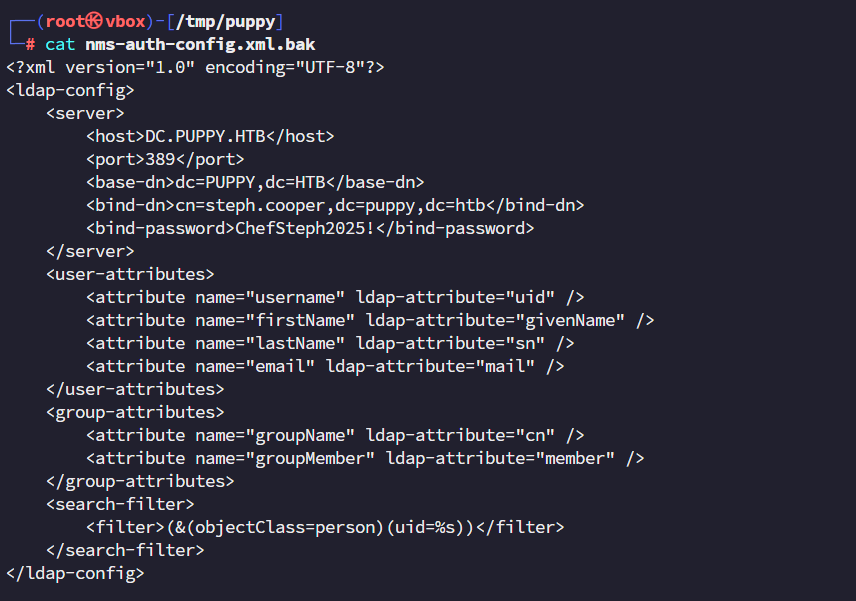 ┌──(root㉿vbox)-[/tmp/puppy]
└─# cat nms-auth-config.xml.bak
<?xml version="1.0" encoding="UTF-8"?>
<ldap-config>
    <server>
        <host>DC.PUPPY.HTB</host>
        <port>389</port>
        <base-dn>dc=PUPPY,dc=HTB</base-dn>
        <bind-dn>cn=steph.cooper,dc=puppy,dc=htb</bind-dn>
        <bind-password>ChefSteph2025!</bind-password>
    </server>
    <user-attributes>
        <attribute name="username" ldap-attribute="uid" />
        <attribute name="firstName" ldap-attribute="givenName" />
        <attribute name="lastName" ldap-attribute="sn" />
        <attribute name="email" ldap-attribute="mail" />
    </user-attributes>
    <group-attributes>
        <attribute name="groupName" ldap-attribute="cn" />
        <attribute name="groupMember" ldap-attribute="member" />
    </group-attributes>
    <search-filter>
        <filter>(&(objectClass=person)(uid=%s))</filter>
    </search-filter>
</ldap-config>